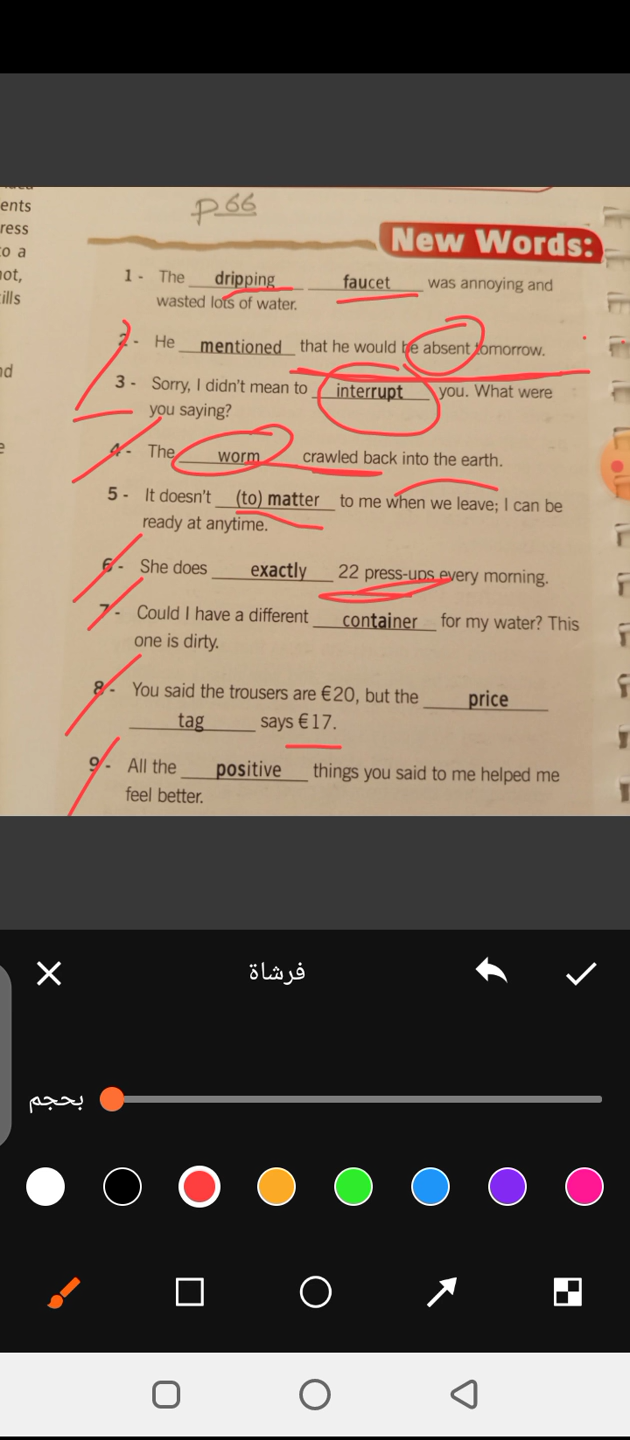 ents
ress
to a
not,
ills
nd
p 66
New Words:
1 - The dripping faucet was annoying and
wasted lots of water.
2 - He mentioned that he would be absent tomorrow.
3 - Sorry, I didn't mean to interrupt you. What were
you saying?
4 - The worm crawled back into the earth.
5 - It doesn't (to) matter to me when we leave; I can be
ready at anytime.
6 - She does exactly 22 press-ups every morning.
7 - Could I have a different container for my water? This
one is dirty.
8 - You said the trousers are €20, but the price
tag says €17.
9 - All the positive things you said to me helped me
feel better.
فرشاة
بحجم